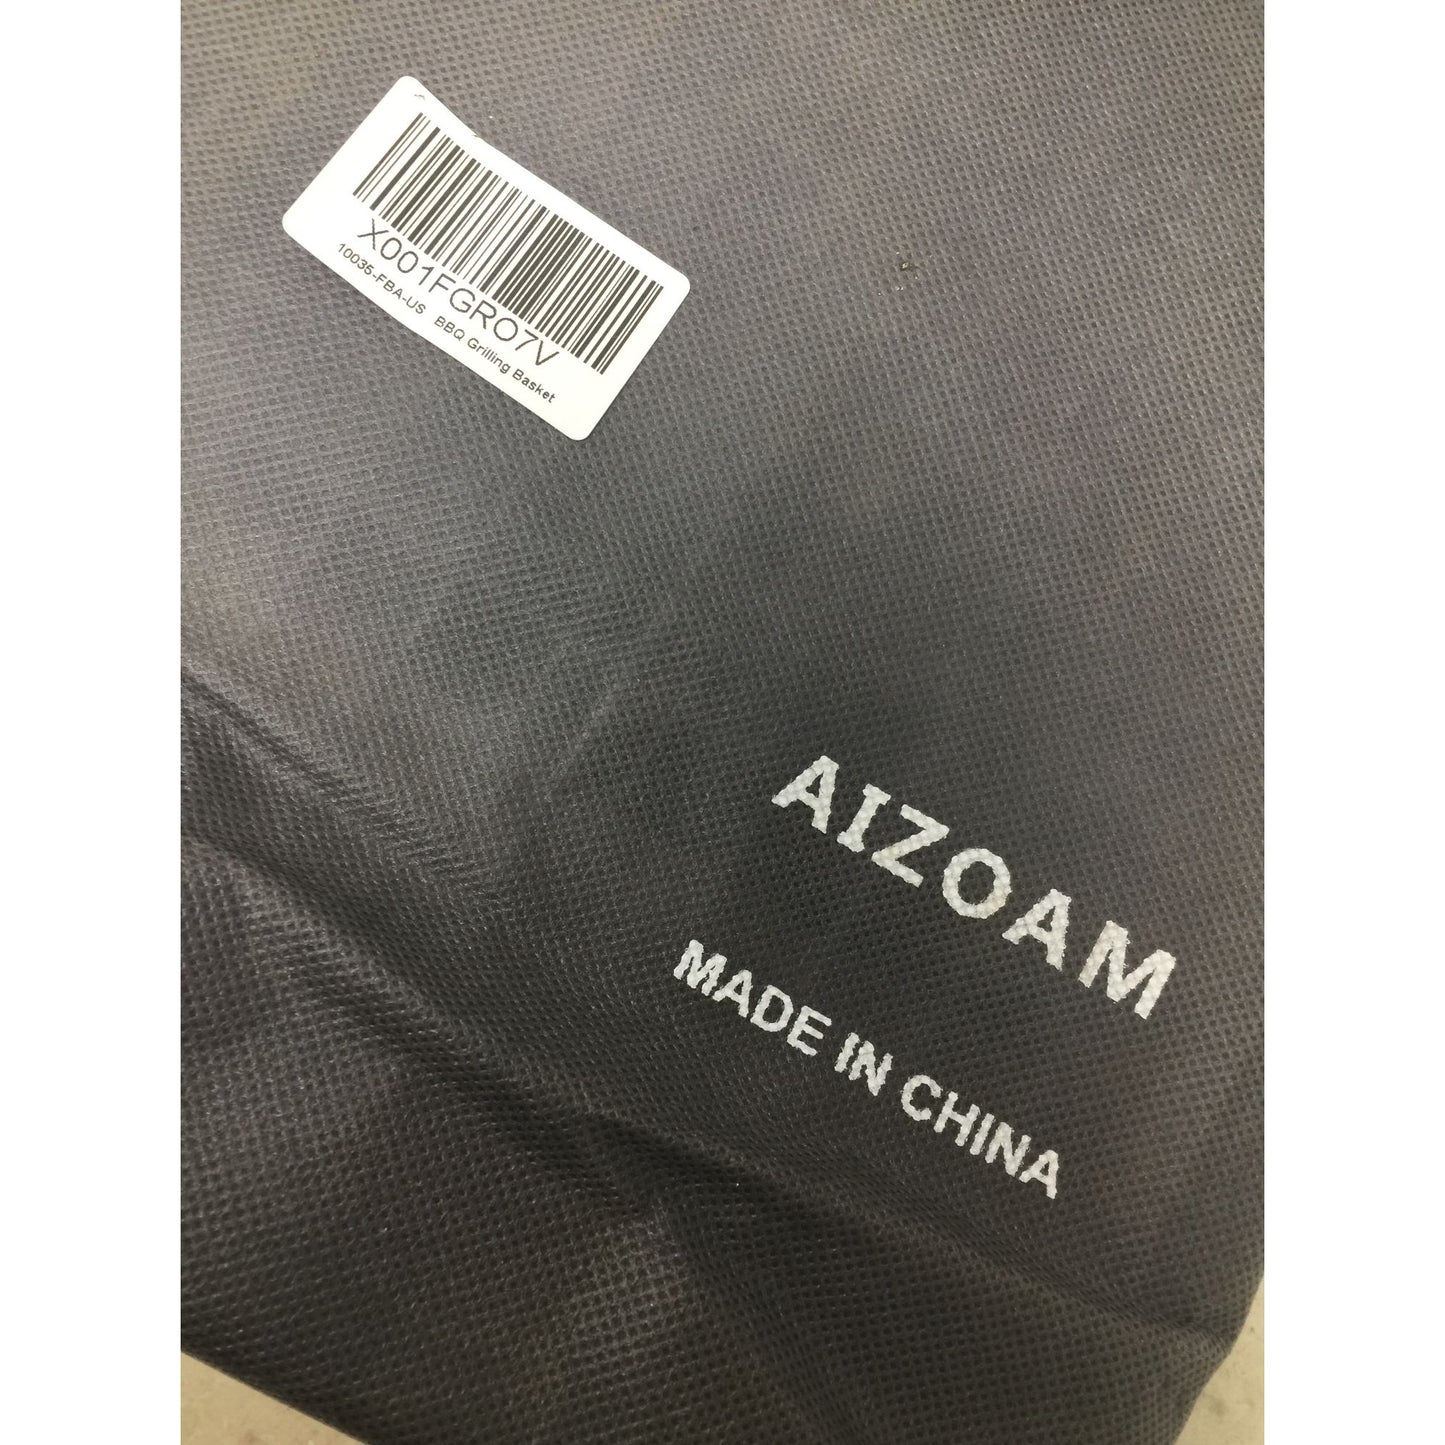 X001FGRO7V
10035-FBA-US BBQ Grilling Basket
AIZOAM
MADE IN CHINA